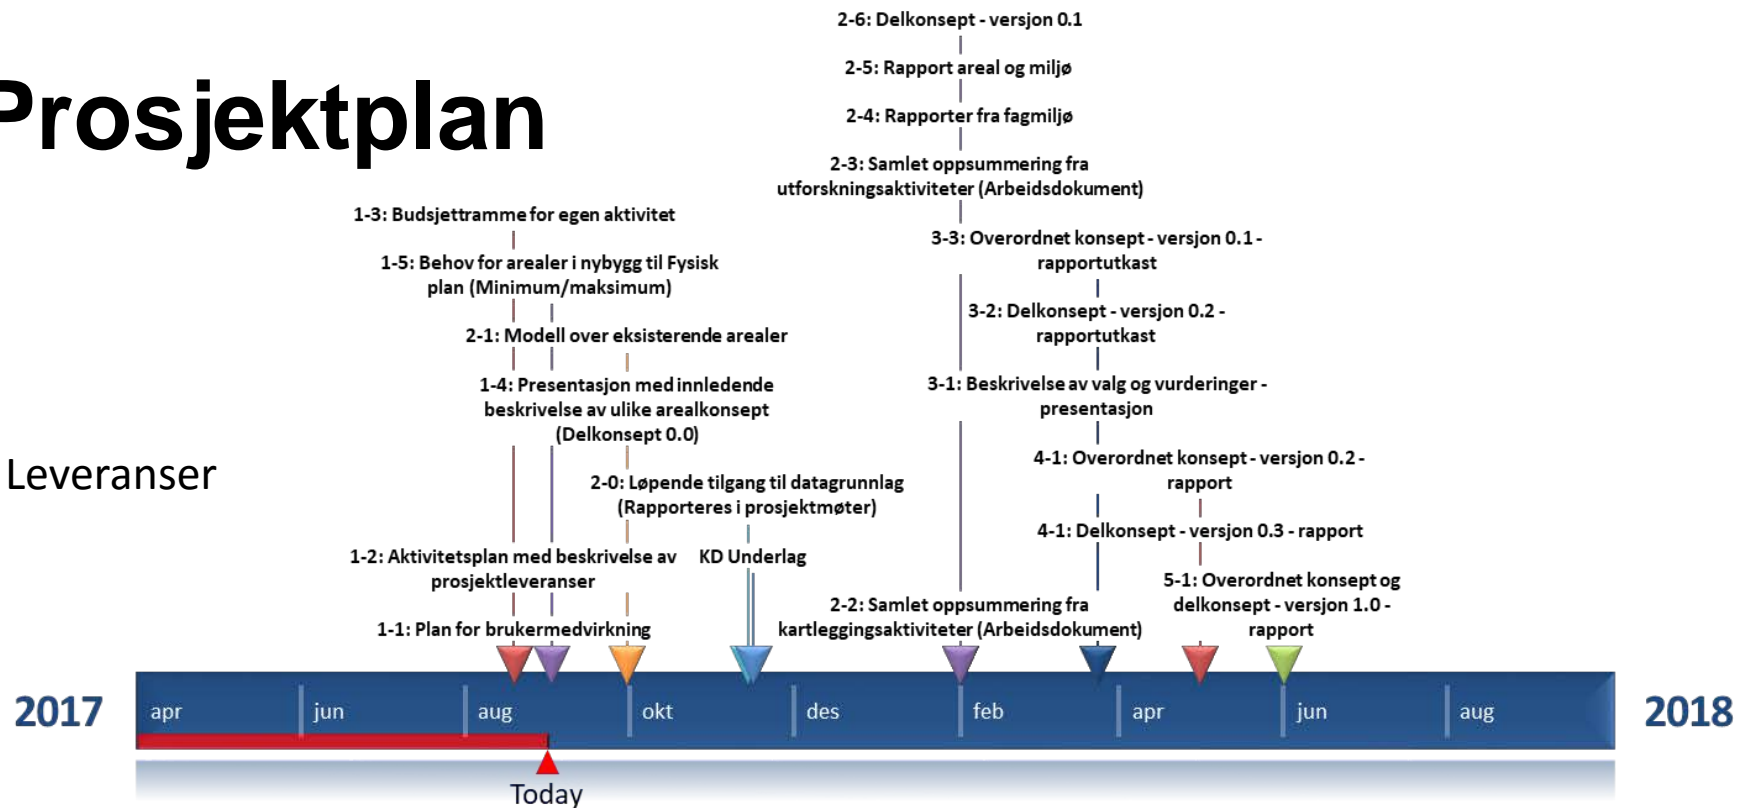 Prosjektplan
Leveranser
2-6: Delkonsept - versjon 0.1
2-5: Rapport areal og miljø
2-4: Rapporter fra fagmiljø
2-3: Samlet oppsummering fra
utforskningsaktiviteter (Arbeidsdokument)
1-3: Budsjettramme for egen aktivitet
1-5: Behov for arealer i nybygg til Fysisk
plan (Minimum/maksimum)
2-1: Modell over eksisterende arealer
1-4: Presentasjon med innledende
beskrivelse av ulike arealkonsept
(Delkonsept 0.0)
2-0: Løpende tilgang til datagrunnlag
(Rapporteres i prosjektmøter)
1-2: Aktivitetsplan med beskrivelse av
prosjektleveranser
KD Underlag
1-1: Plan for brukermedvirkning
3-3: Overordnet konsept - versjon 0.1 -
rapportutkast
3-2: Delkonsept - versjon 0.2 -
rapportutkast
3-1: Beskrivelse av valg og vurderinger -
presentasjon
4-1: Overordnet konsept - versjon 0.2 -
rapport
4-1: Delkonsept - versjon 0.3 - rapport
5-1: Overordnet konsept og
delkonsept - versjon 1.0 -
rapport
2-2: Samlet oppsummering fra
kartleggingsaktiviteter (Arbeidsdokument)
2017 apr jun aug okt des feb apr jun aug 2018
Today